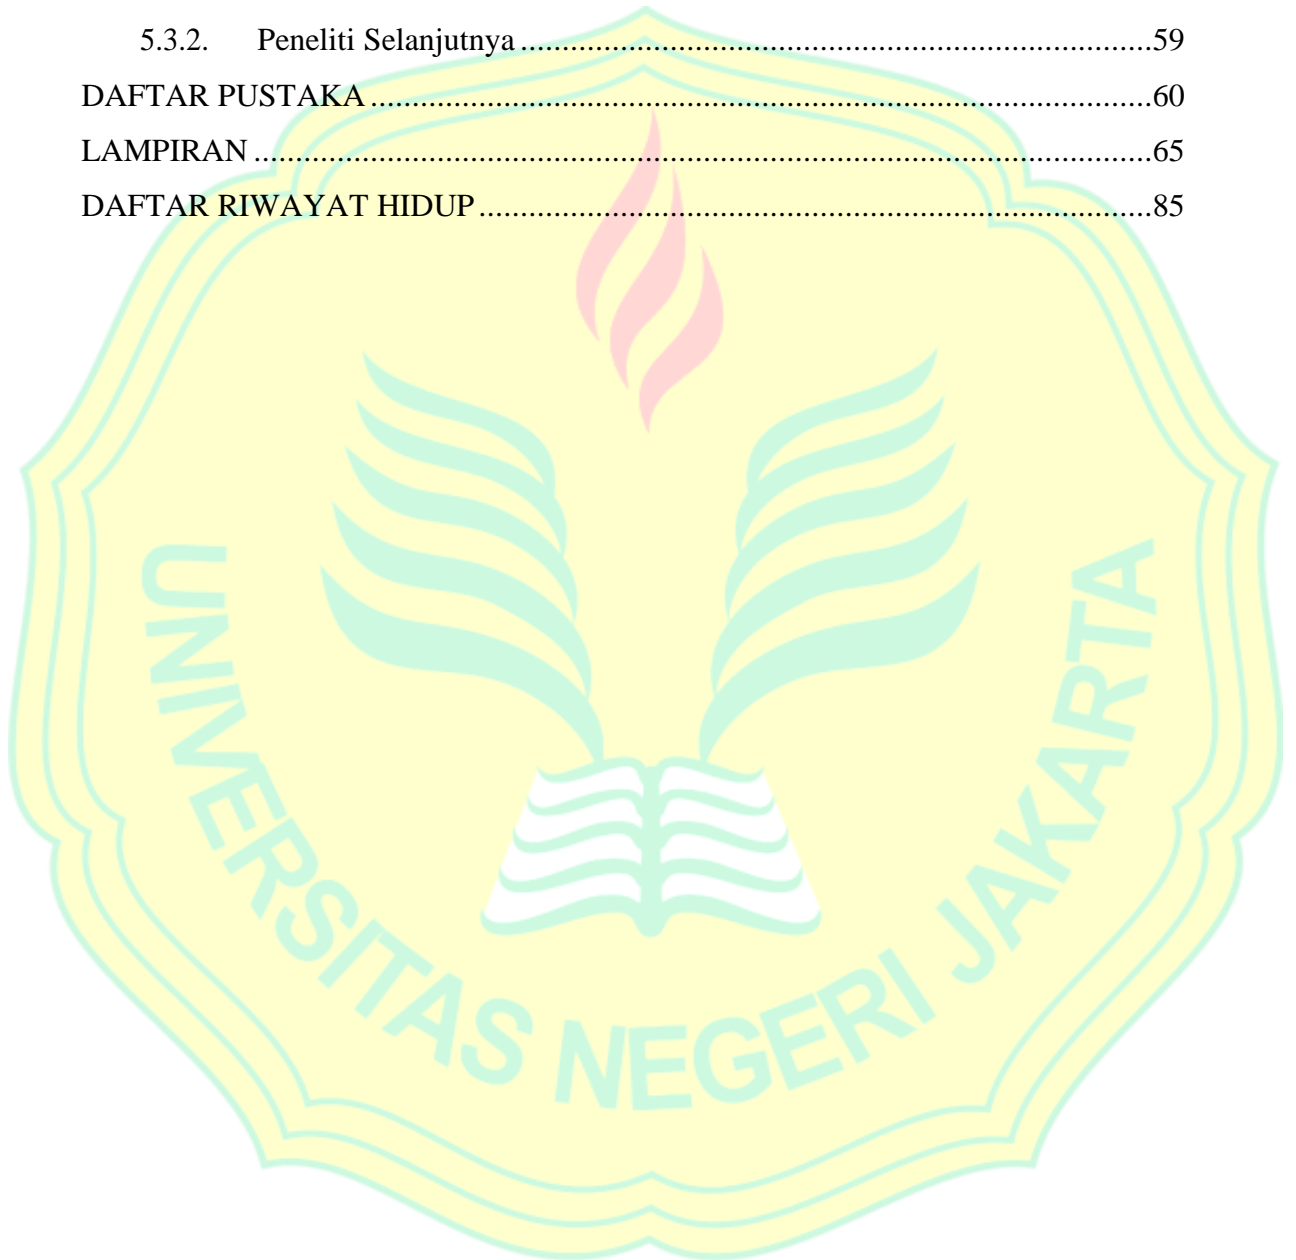 5.3.2. Peneliti Selanjutnya ..........................................................................59
DAFTAR PUSTAKA ............................................................................................60
LAMPIRAN .........................................................................................................65
DAFTAR RIWAYAT HIDUP ...............................................................................85
UNIVERSITAS NEGERI JAKARTA